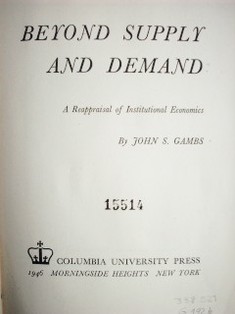 BEYOND SUPPLY
AND DEMAND
A Reappraisal of Institutional Economics
By JOHN S. GAMBS
15514
COLUMBIA UNIVERSITY PRESS
1946 MORNINGSIDE HEIGHTS NEW YORK